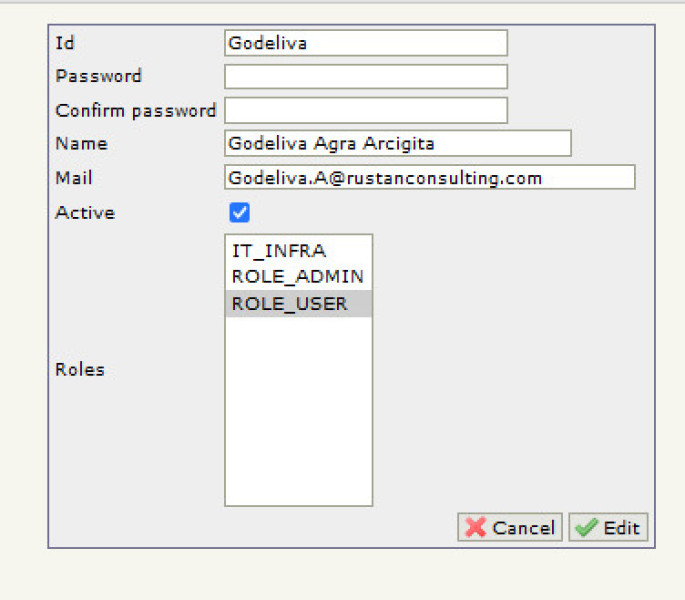 Id Godeliva
Password
Confirm password
Name Godeliva Agra Arcigita
Mail Godeliva.A@rustanconsulting.com
Active
IT_INFRA
ROLE_ADMIN
ROLE_USER
Roles
Cancel Edit